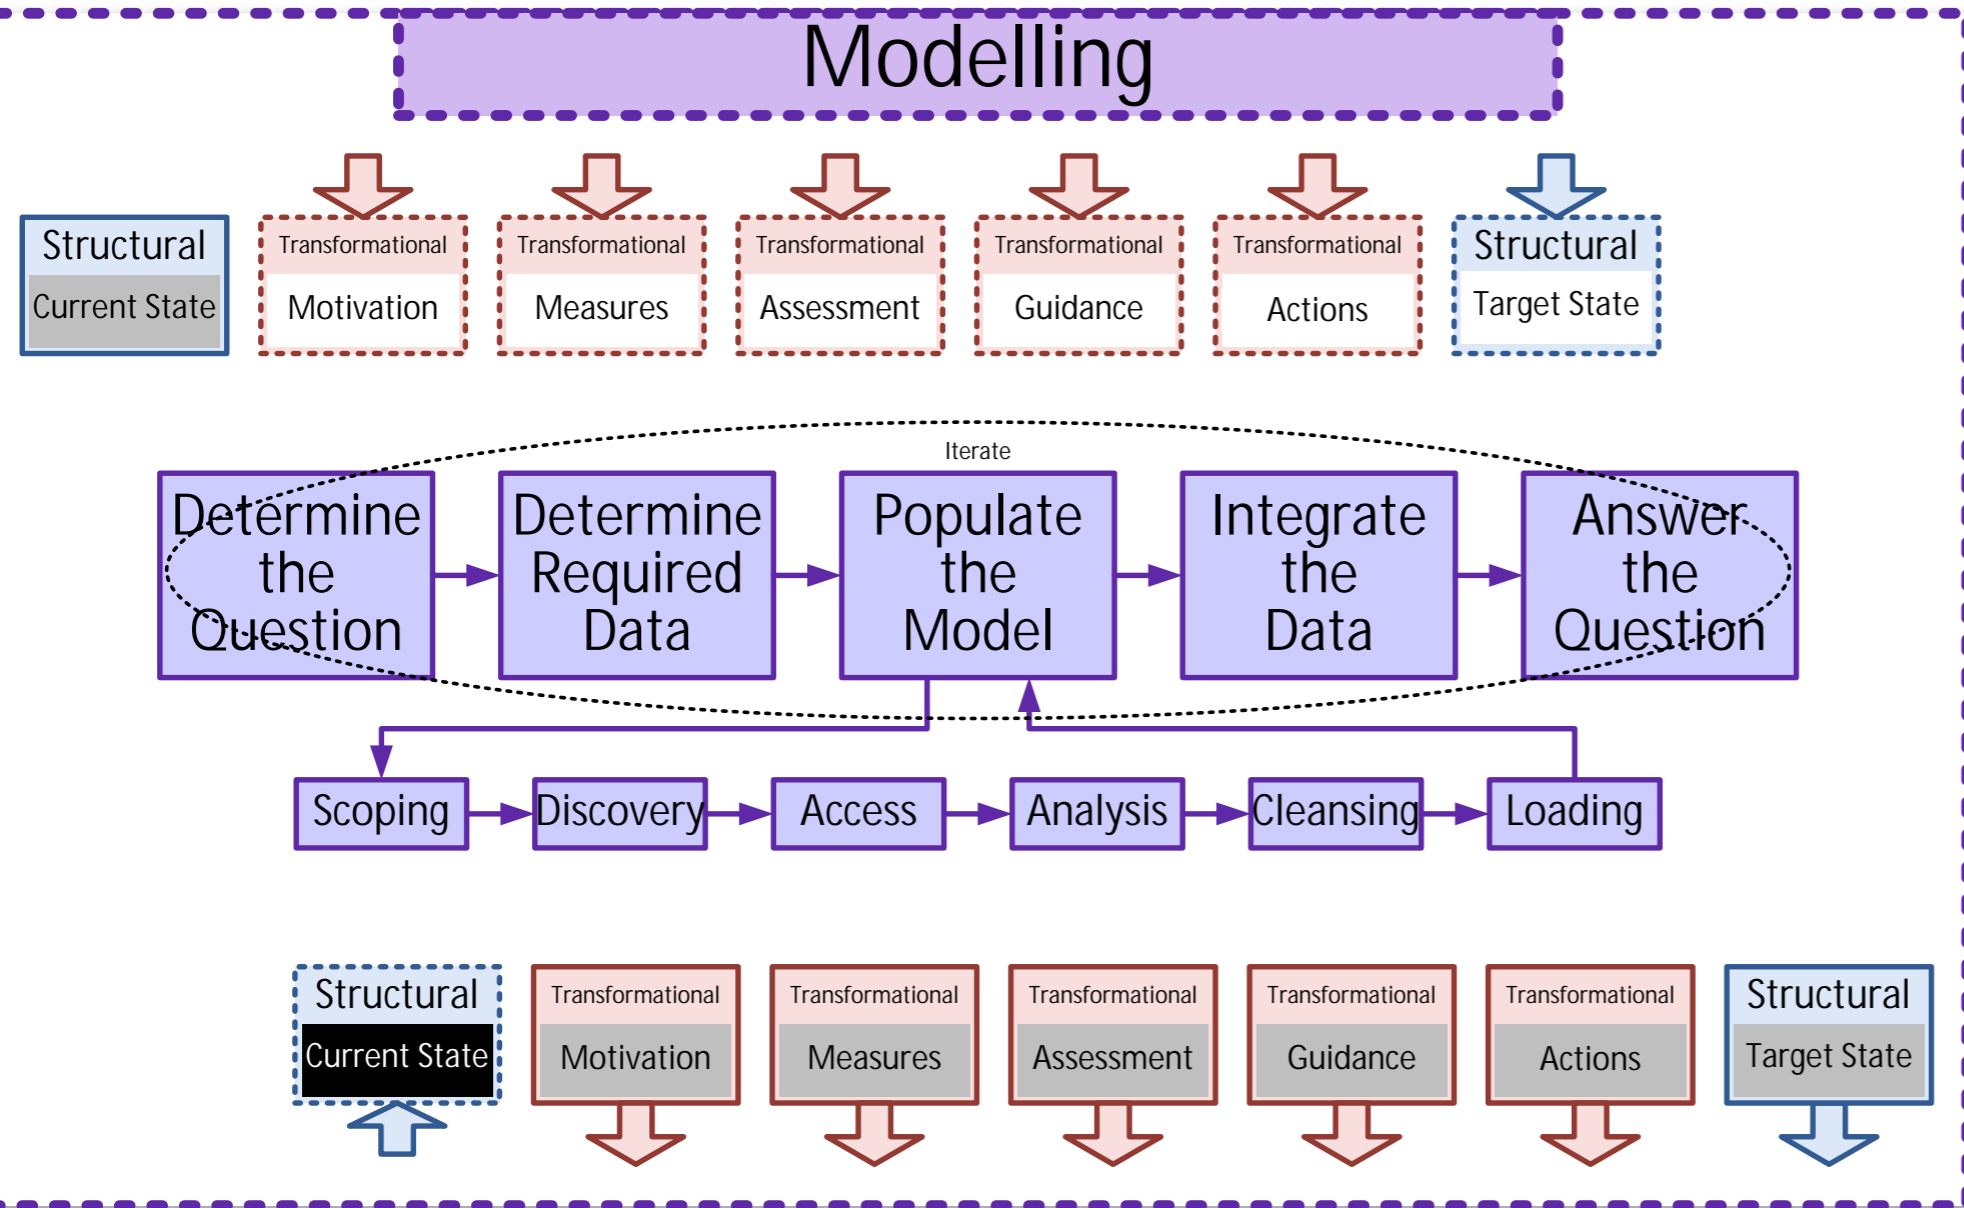 Modelling
Structural
Current State
Transformational
Motivation
Transformational
Measures
Transformational
Assessment
Transformational
Guidance
Transformational
Actions
Structural
Target State
Iterate
Determine
the
Question
Determine
Required
Data
Populate
the
Model
Integrate
the
Data
Answer
the
Question
Scoping
Discovery
Access
Analysis
Cleansing
Loading
Structural
Current State
Transformational
Motivation
Transformational
Measures
Transformational
Assessment
Transformational
Guidance
Transformational
Actions
Structural
Target State